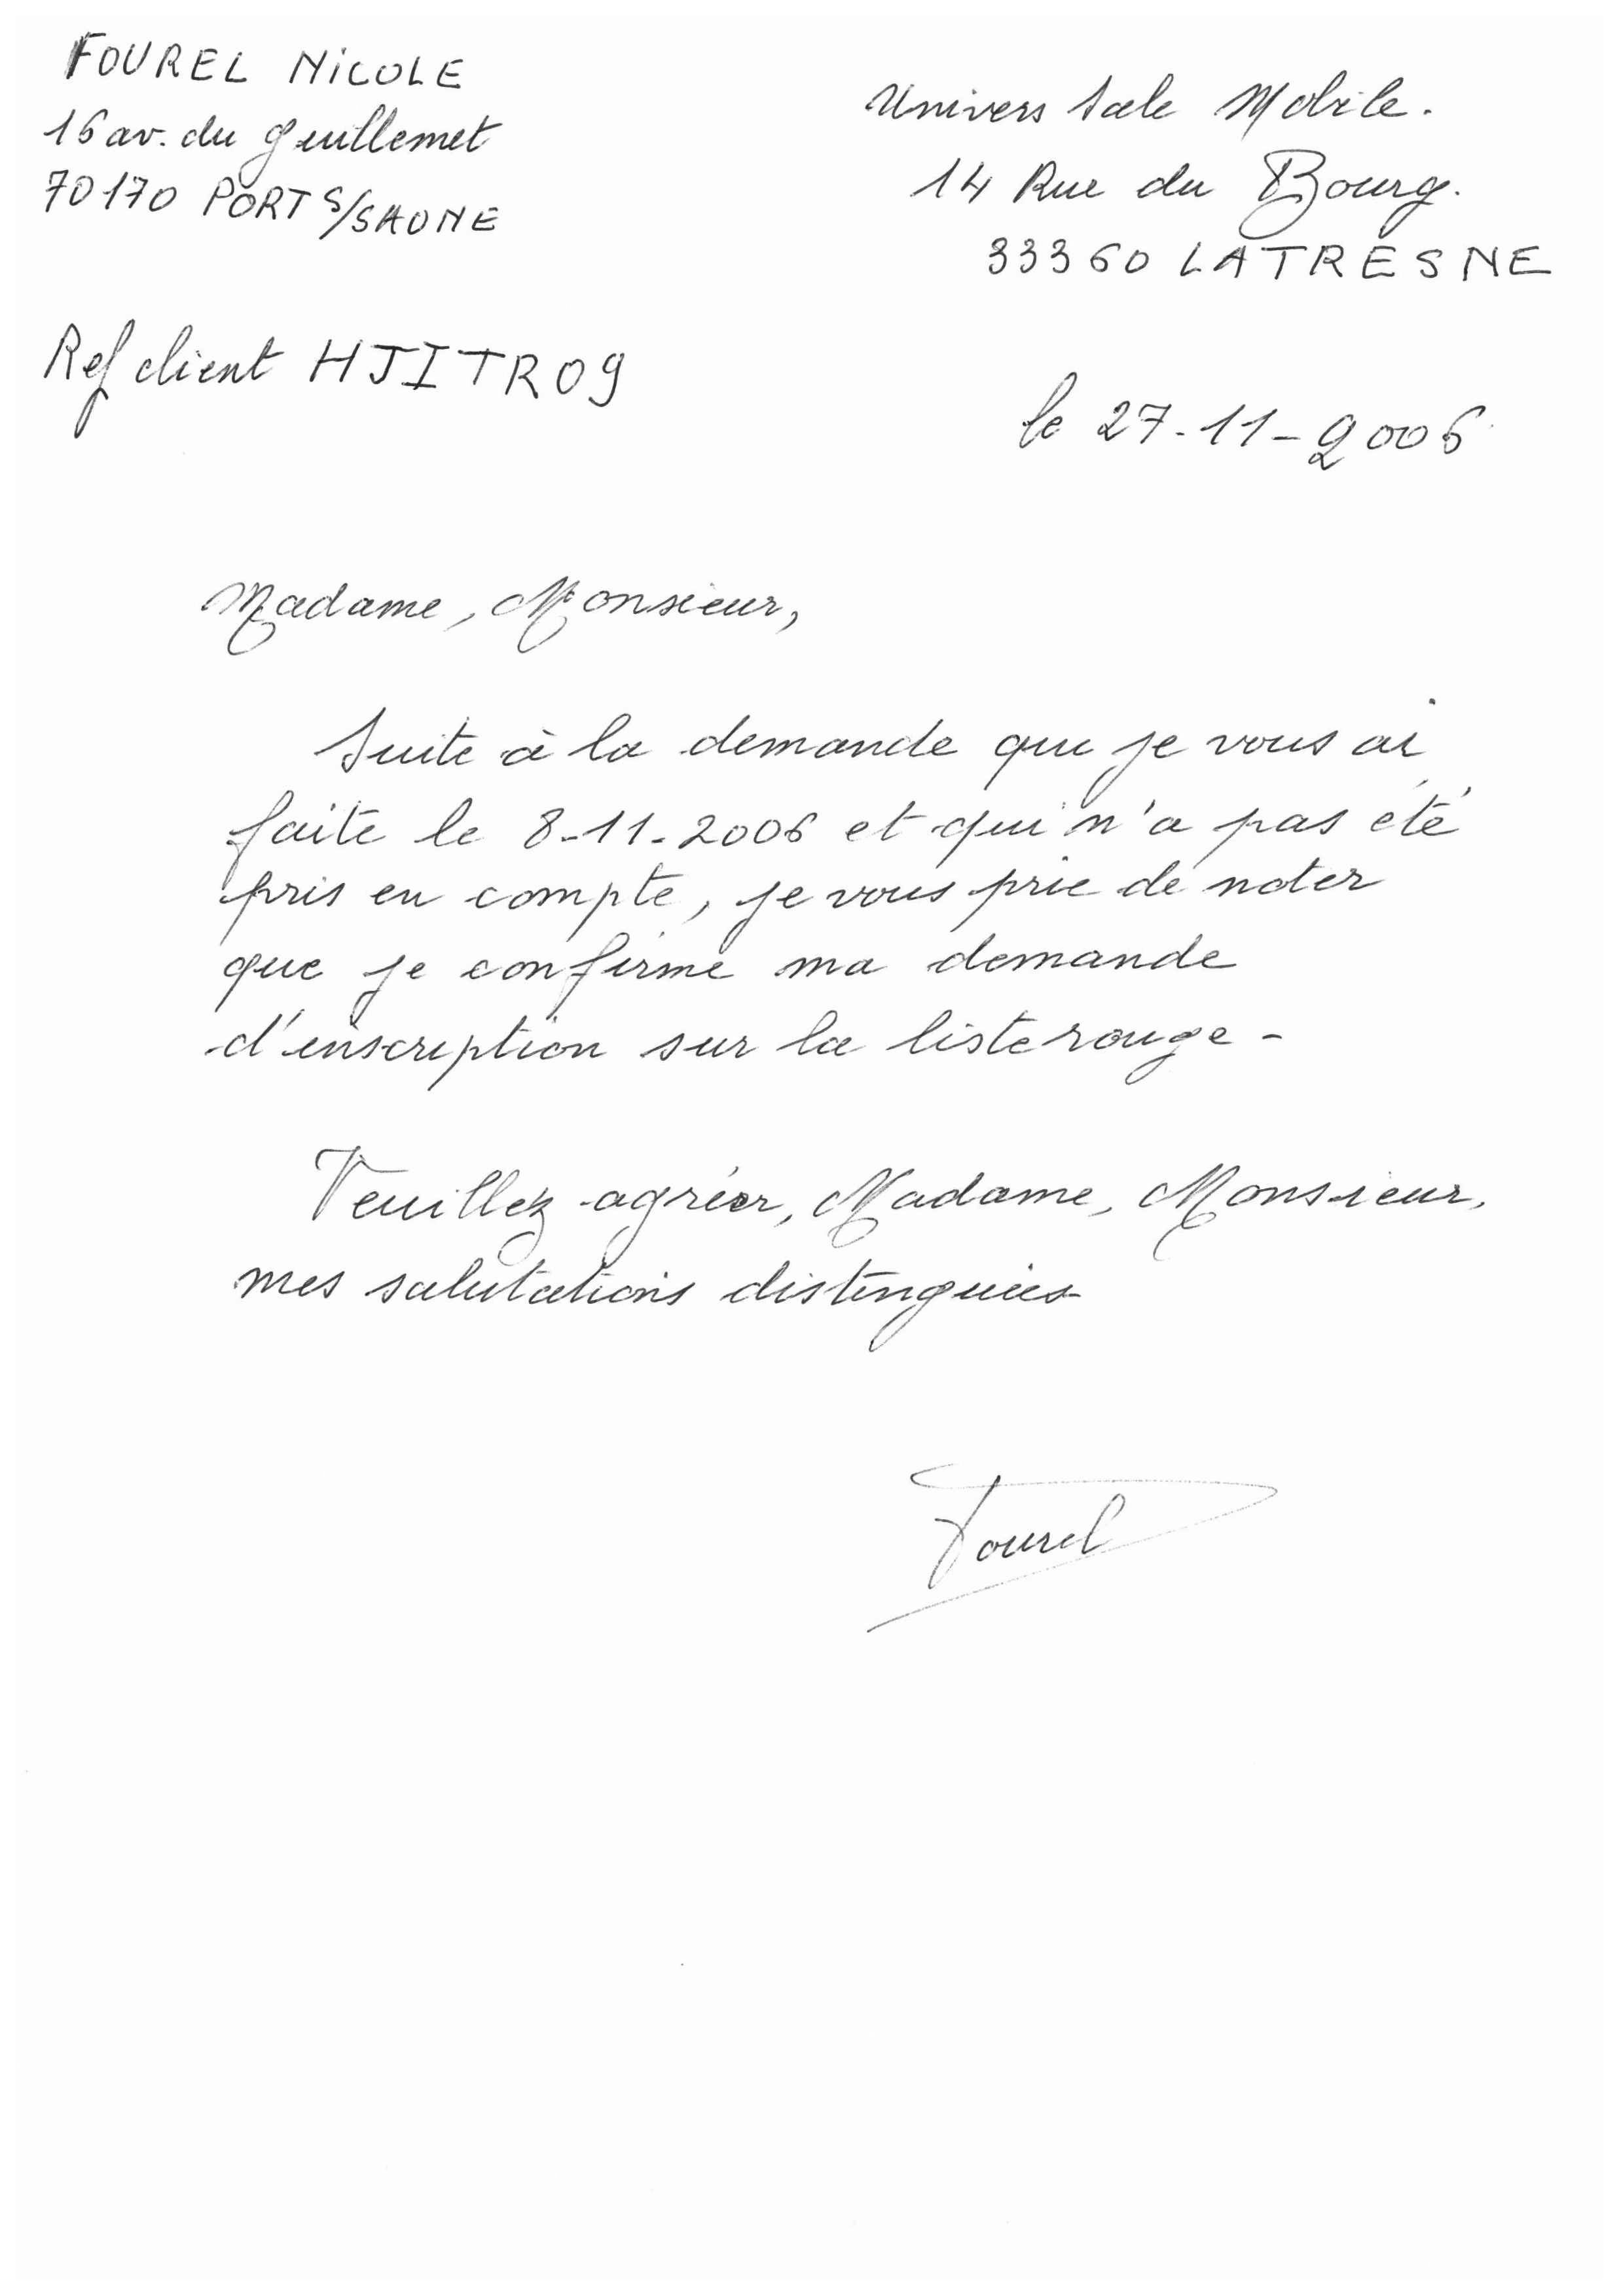 FOUREL NICOLE
16 av. du guillemet
70170 PORT S/SAONE
Univers Sale Mobile.
14 Rue du Bourg.
33360 LATRESNE
Ref client HJITR09
le 27-11-2006
Madame, Monsieur,
Suite à la demande que je vous ai
faite le 8-11-2006 et qui n'a pas été
pris en compte, je vous prie de noter
que je confirme ma demande
d'inscription sur la liste rouge -
Veuillez agréer, Madame, Monsieur,
mes salutations distinguées
Fourel